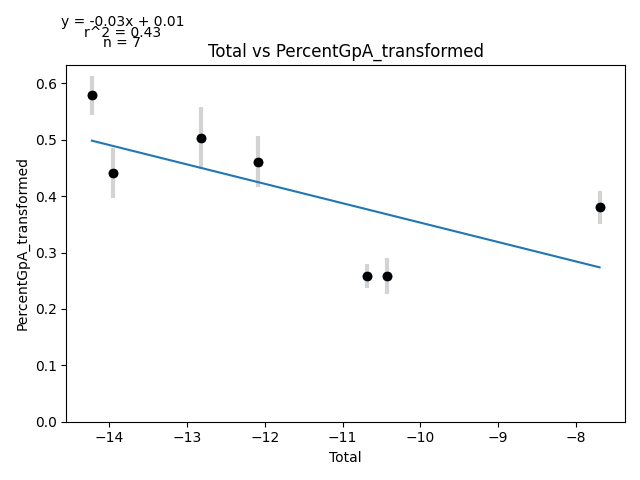 y = -0.03x + 0.01
r^2 = 0.43
n = 7
Total vs PercentGpA_transformed
PercentGpA_transformed
0.6
0.5
0.4
0.3
0.2
0.1
0.0
−14
−13
−12
−11
−10
−9
−8
Total